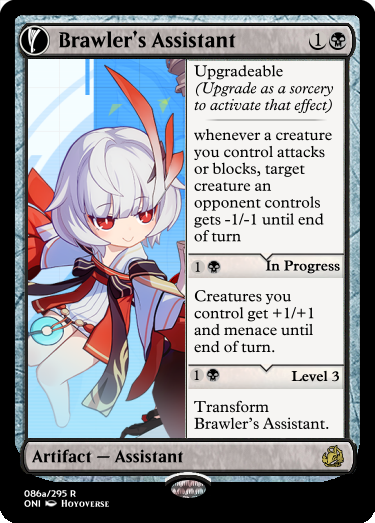 Brawler's Assistant 1
Upgradeable
(Upgrade as a sorcery
to activate that effect)
whenever a creature
you control attacks
or blocks, target
creature an
opponent controls
gets -1/-1 until end
of turn
1 In Progress
Creatures you
control get +1/+1
and menace until
end of turn.
1 Level 3
Transform
Brawler's Assistant.
Artifact — Assistant
086a/295 R
ONI Hoyoverse